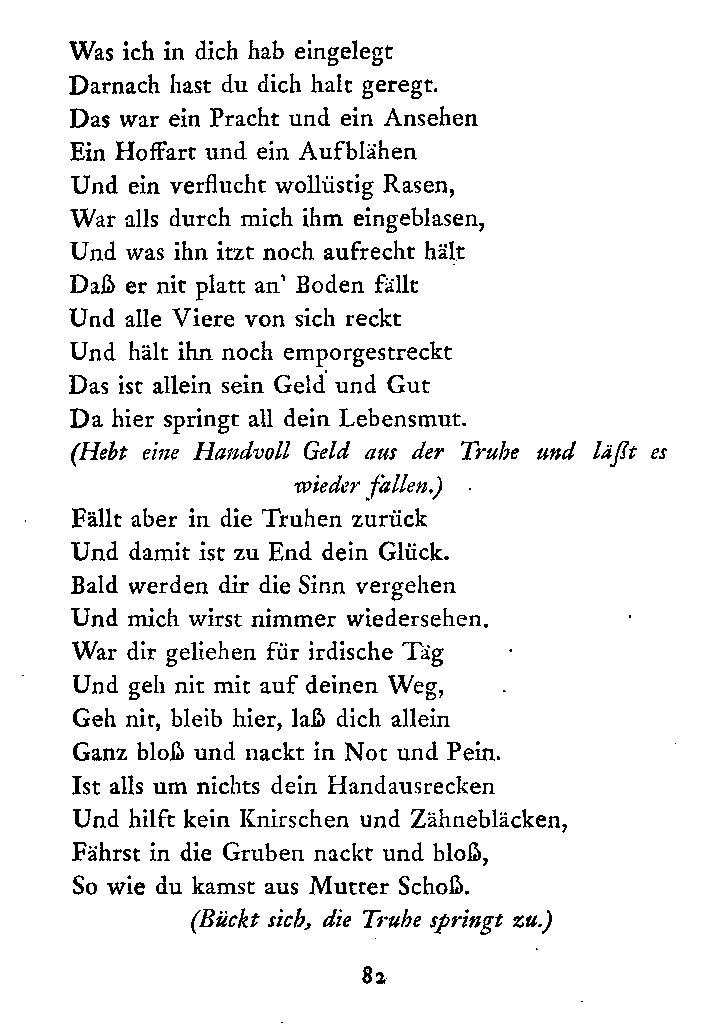 Was ich in dich hab eingelegt
Darnach hast du dich halt geregt.
Das war ein Pracht und ein Ansehen
Ein Hoffart und ein Aufblähen
Und ein verflucht wollüstig Rasen,
War alls durch mich ihm eingeblasen,
Und was ihn itzt noch aufrecht hält
Daß er nit platt an' Boden fällt
Und alle Viere von sich reckt
Und hält ihn noch emporgestreckt
Das ist allein sein Geld und Gut
Da hier springt all dein Lebensmut.
(Hebt eine Handvoll Geld aus der Truhe und läßt es
wieder fallen.)
Fällt aber in die Truhen zurück
Und damit ist zu End dein Glück.
Bald werden dir die Sinn vergehen
Und mich wirst nimmer wiedersehen.
War dir geliehen für irdische Täg
Und geh nit mit auf deinen Weg,
Geh nit, bleib hier, laß dich allein
Ganz bloß und nackt in Not und Pein.
Ist alls um nichts dein Handausrecken
Und hilft kein Knirschen und Zähnebläcken,
Fährst in die Gruben nackt und bloß,
So wie du kamst aus Mutter Schoß.
(Bückt sich, die Truhe springt zu.)
82